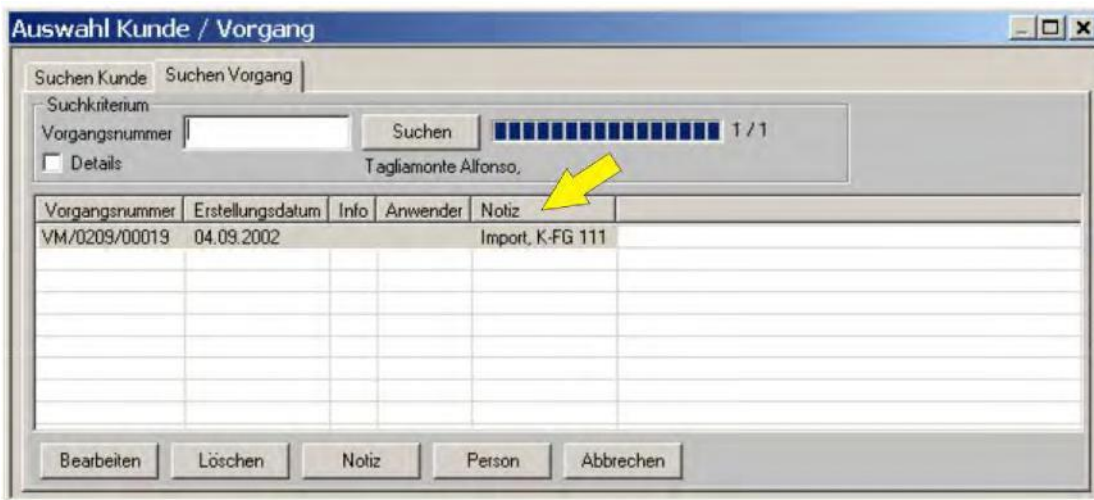 Auswahl Kunde / Vorgang
Suchen Kunde Suchen Vorgang
Suchkriterium
Vorgangsnummer Suchen 1 / 1
Details Tagliamonte Alfonso,
Vorgangsnummer Erstellungsdatum Info Anwender Notiz
VM/0209/00019 04.09.2002 Import, K-FG 111
Bearbeiten Löschen Notiz Person Abbrechen